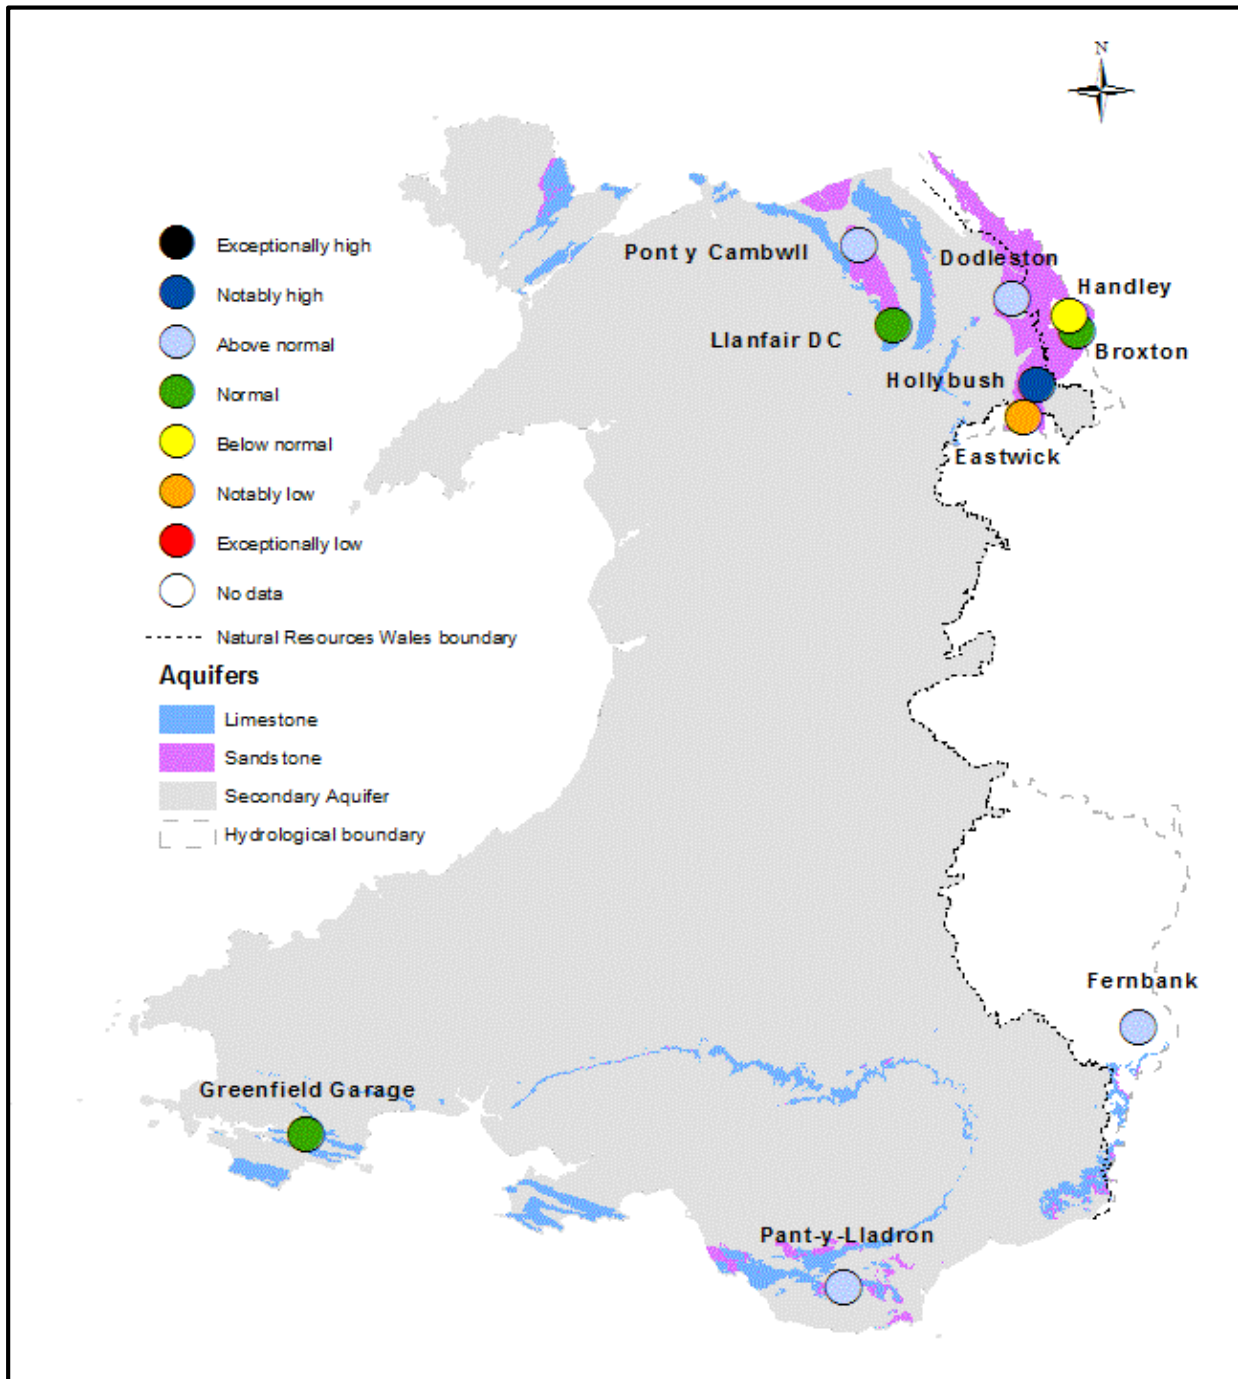 N
Exceptionally high
Notably high
Above normal
Normal
Below normal
Notably low
Exceptionally low
No data
Natural Resources Wales boundary
Aquifers
Limestone
Sandstone
Secondary Aquifer
Hydrological boundary
Pont y Cambwll
Dodleston
Handley
Llanfair DC
Broxton
Hollybush
Eastwick
Fernbank
Greenfield Garage
Pant-y-Lladron